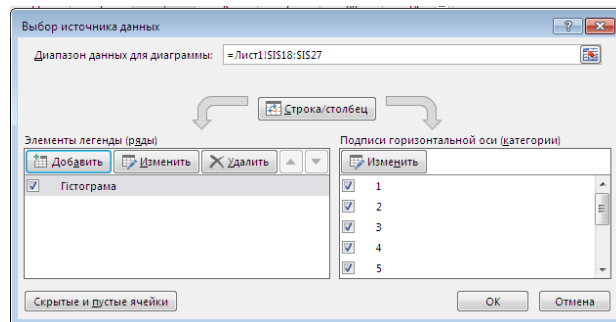 Выбор источника данных
Диапазон данных для диаграммы: =Лист1!$I$18:$I$27
Строка/столбец
Элементы легенды (ряды)
Добавить Изменить Удалить
Гістограма
Подписи горизонтальной оси (категории)
Изменить
1
2
3
4
5
Скрытые и пустые ячейки
ОК Отмена